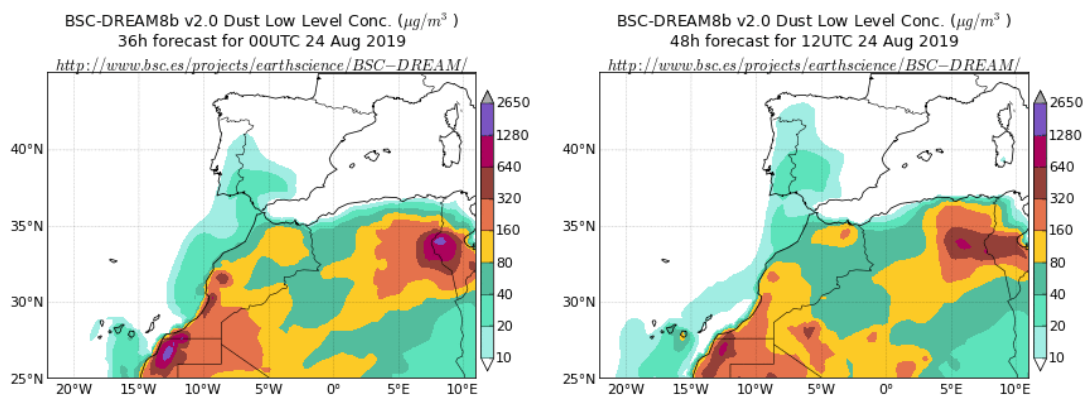 BSC-DREAM8b v2.0 Dust Low Level Conc. (μg/m³ )
36h forecast for 00UTC 24 Aug 2019
http://www.bsc.es/projects/earthscience/BSC−DREAM/
40°N
35°N
30°N
25°N
20°W
15°W
10°W
5°W
0°
5°E
10°E
2650
1280
640
320
160
80
40
20
10
BSC-DREAM8b v2.0 Dust Low Level Conc. (μg/m³ )
48h forecast for 12UTC 24 Aug 2019
http://www.bsc.es/projects/earthscience/BSC−DREAM/
40°N
35°N
30°N
25°N
20°W
15°W
10°W
5°W
0°
5°E
10°E
2650
1280
640
320
160
80
40
20
10